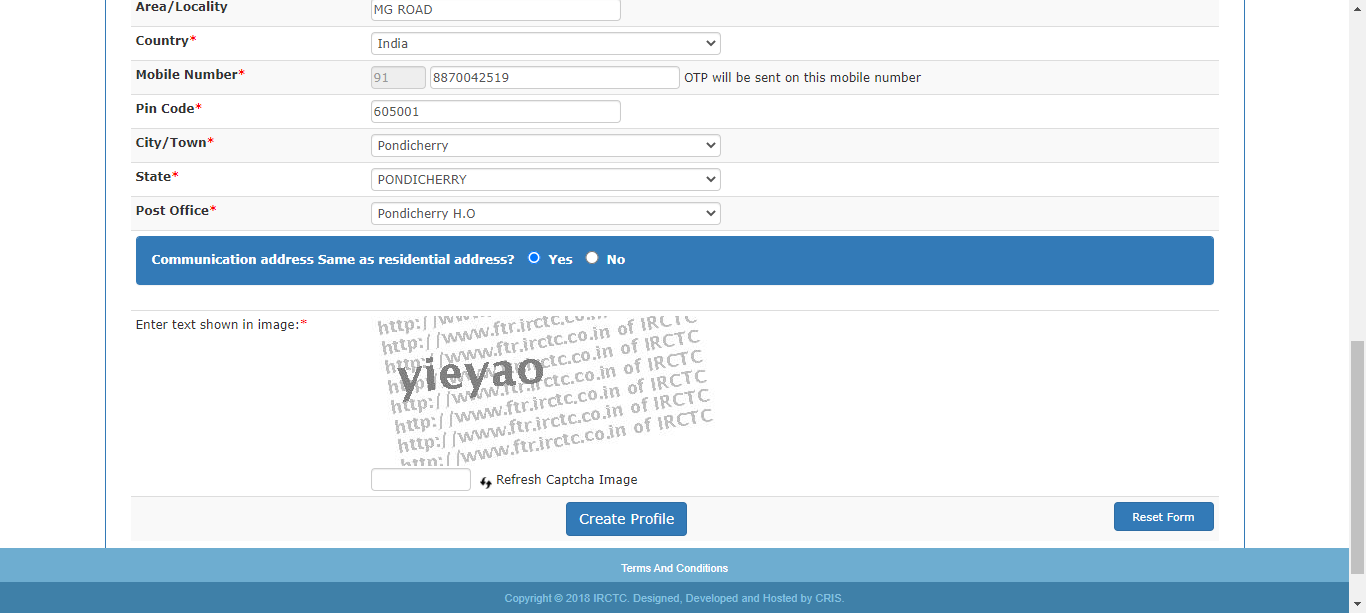 Area/Locality MG ROAD
Country* India
Mobile Number* 91 8870042519 OTP will be sent on this mobile number
Pin Code* 605001
City/Town* Pondicherry
State* PONDICHERRY
Post Office* Pondicherry H.O
Communication address Same as residential address? Yes No
Enter text shown in image:*
http://www.ftr.irctc.co.in of IRCTC
http://www.ftr.irctc.co.in of IRCTC
yieyao
http://www.ftr.irctc.co.in of IRCTC
http://www.ftr.irctc.co.in of IRCTC
http://www.ftr.irctc.co.in of IRCTC
http://www.ftr.irctc.co.in of IRCTC
Refresh Captcha Image
Create Profile Reset Form
Terms And Conditions
Copyright © 2018 IRCTC. Designed, Developed and Hosted by CRIS.